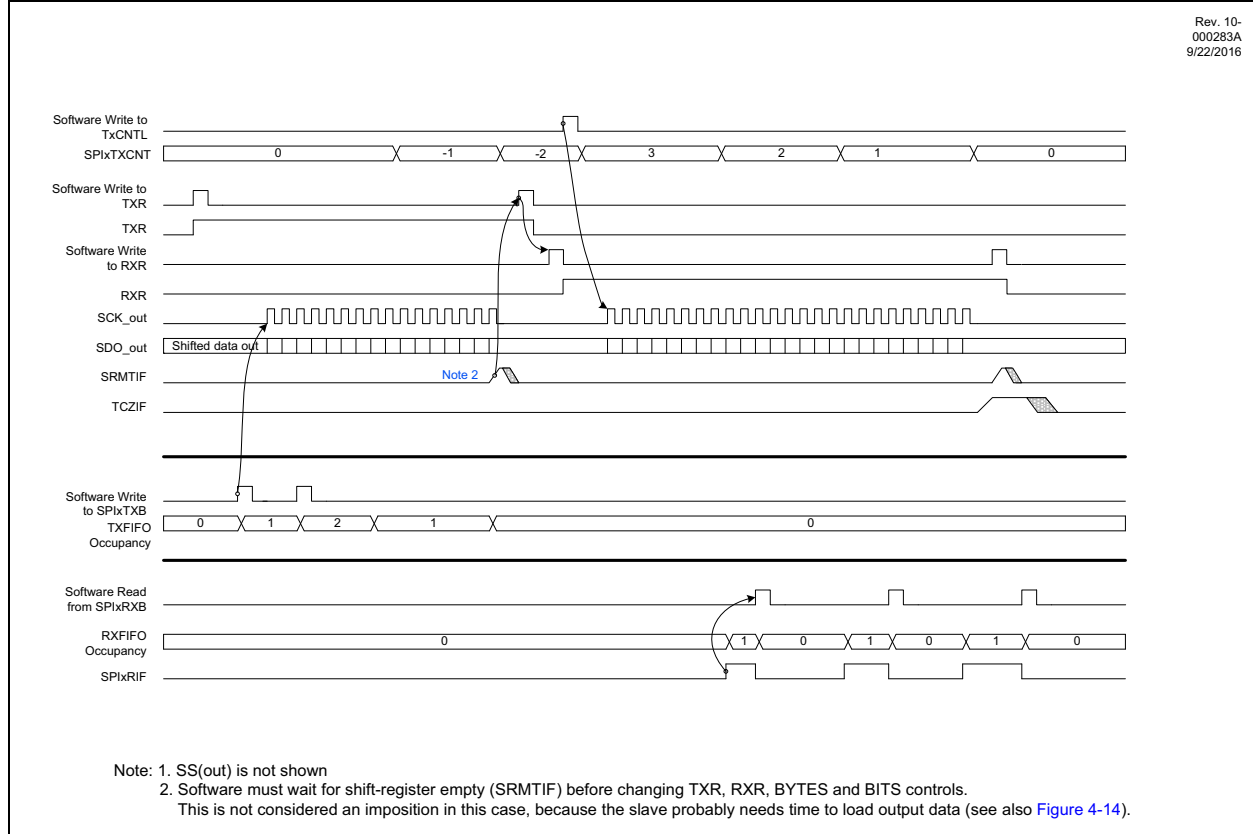 Rev. 10-
000283A
9/22/2016
Software Write to
TxCNTL
SPIxTXCNT
0
-1
-2
3
2
1
0
Software Write to
TXR
TXR
Software Write
to RXR
RXR
SCK_out
SDO_out
Shifted data out
SRMTIF
Note 2
TCZIF
Software Write
to SPIxTXB
TXFIFO
Occupancy
0
1
2
1
0
Software Read
from SPIxRXB
RXFIFO
Occupancy
0
1
0
1
0
1
0
SPIxRIF
Note: 1. SS(out) is not shown
2. Software must wait for shift-register empty (SRMTIF) before changing TXR, RXR, BYTES and BITS controls.
This is not considered an imposition in this case, because the slave probably needs time to load output data (see also Figure 4-14).